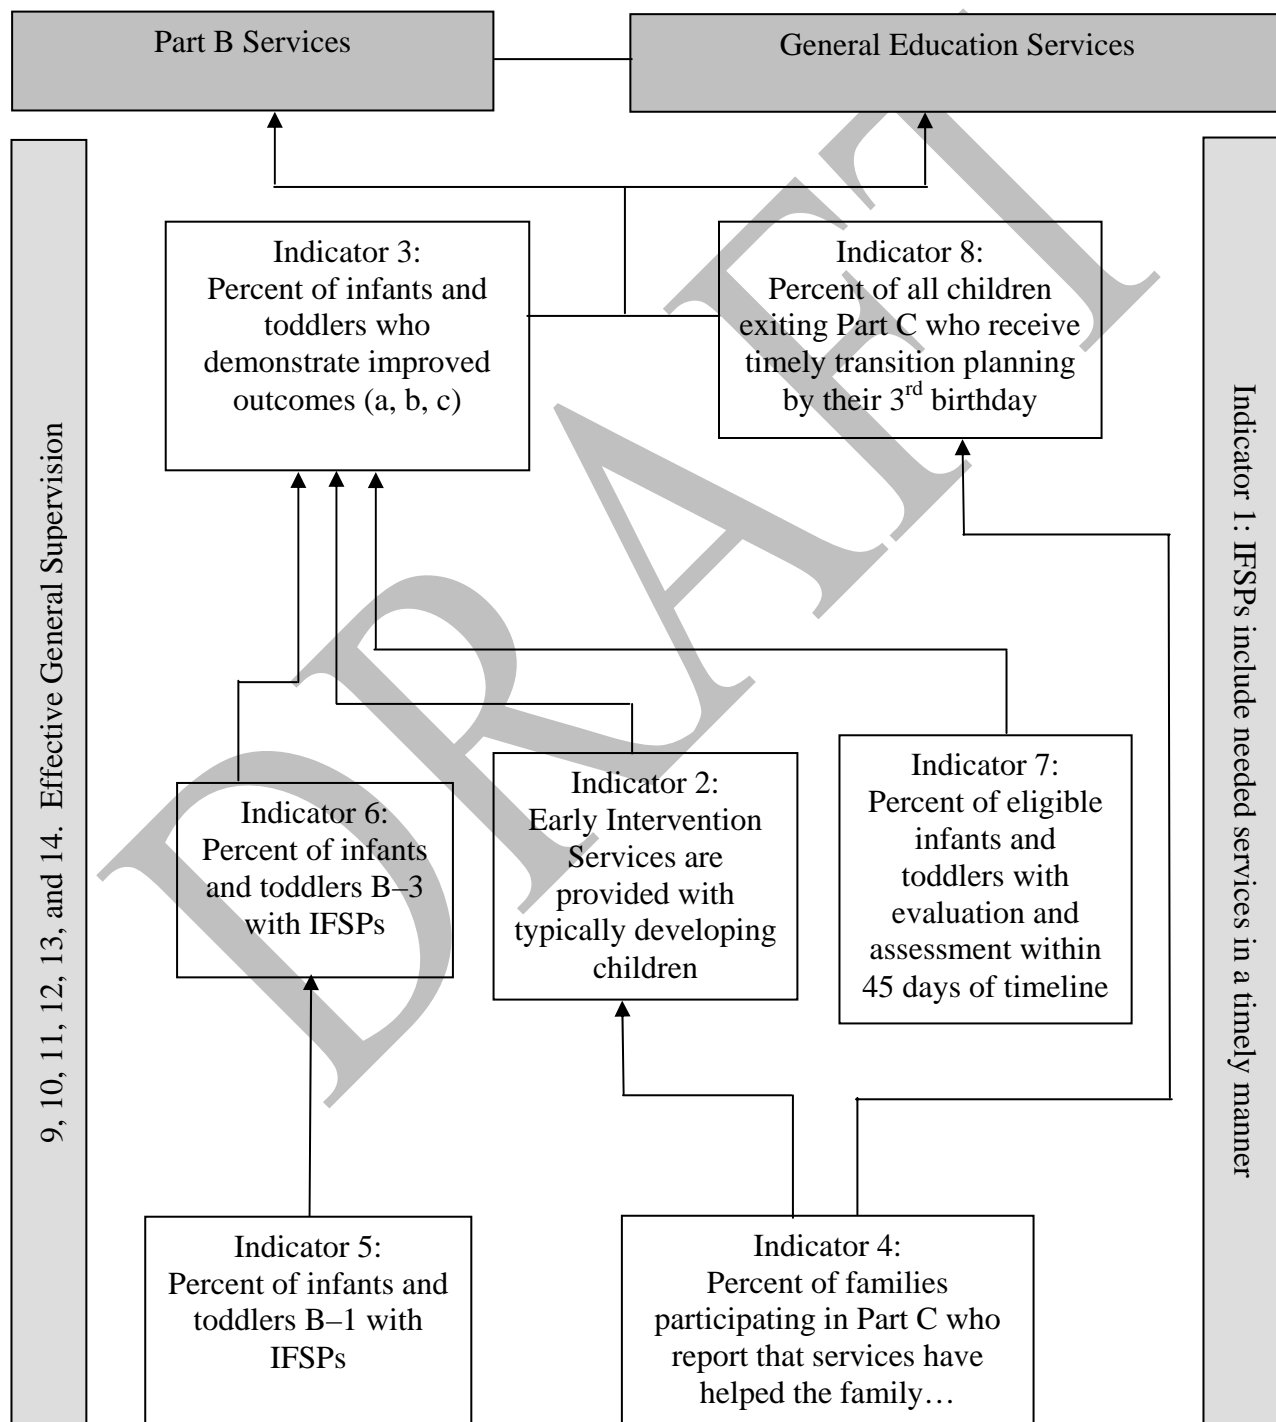 Part B Services
General Education Services
Indicator 3:
Percent of infants and
toddlers who
demonstrate improved
outcomes (a, b, c)
Indicator 8:
Percent of all children
exiting Part C who receive
timely transition planning
by their 3rd birthday
9, 10, 11, 12, 13, and 14.  Effective General Supervision
Indicator 1: IFSPs include needed services in a timely manner
Indicator 6:
Percent of infants
and toddlers B–3
with IFSPs
Indicator 2:
Early Intervention
Services are
provided with
typically developing
children
Indicator 7:
Percent of eligible
infants and
toddlers with
evaluation and
assessment within
45 days of timeline
Indicator 5:
Percent of infants and
toddlers B–1 with
IFSPs
Indicator 4:
Percent of families
participating in Part C who
report that services have
helped the family…
DRAFT